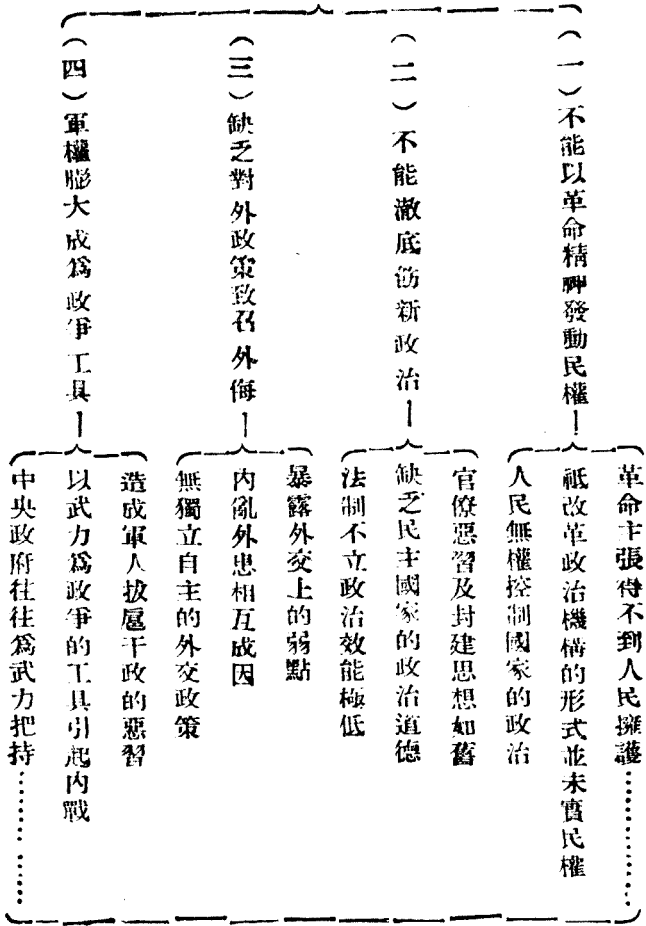 (一)不能以革命精神發動民權
革命主張得不到人民擁護
祇改革政治機構的形式並未實民權
人民無權控制國家的政治
(二)不能澈底刱新政治
官僚惡習及封建思想如舊
缺乏民主國家的政治道德
法制不立政治效能極低
(三)缺乏對外政策致召外侮
暴露外交上的弱點
內亂外患相互成因
無獨立自主的外交政策
(四)軍權膨大成爲政爭工具
造成軍人拔扈干政的惡習
以武力爲政爭的工具引起內戰
中央政府往往爲武力把持